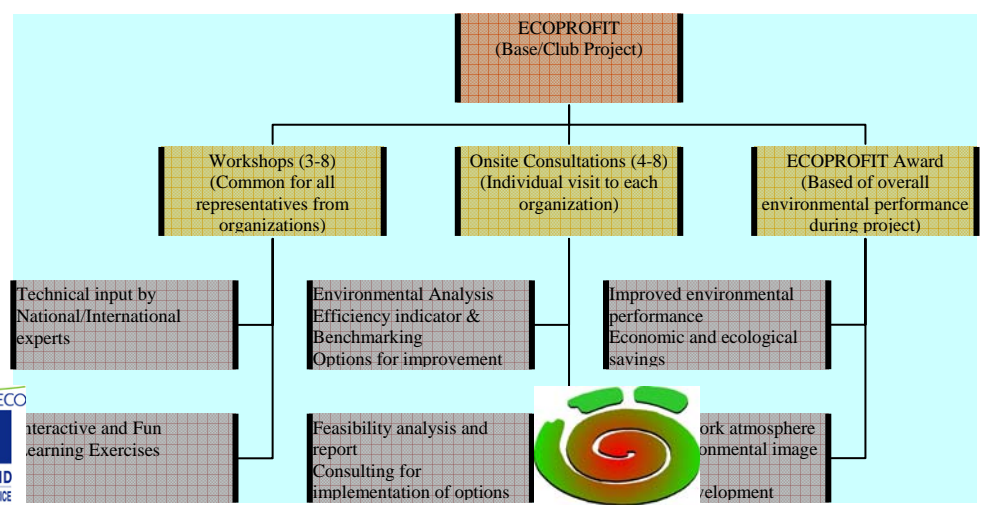 ECOPROFIT
(Base/Club Project)
Workshops (3-8)
(Common for all
representatives from
organizations)
Onsite Consultations (4-8)
(Individual visit to each
organization)
ECOPROFIT Award
(Based of overall
environmental performance
during project)
Technical input by
National/International
experts
Environmental Analysis
Efficiency indicator &
Benchmarking
Options for improvement
Improved environmental
performance
Economic and ecological
savings
and Fun
Exercises
Feasibility analysis and
report
Consulting for
implementation of options
atmosphere
image
ECO